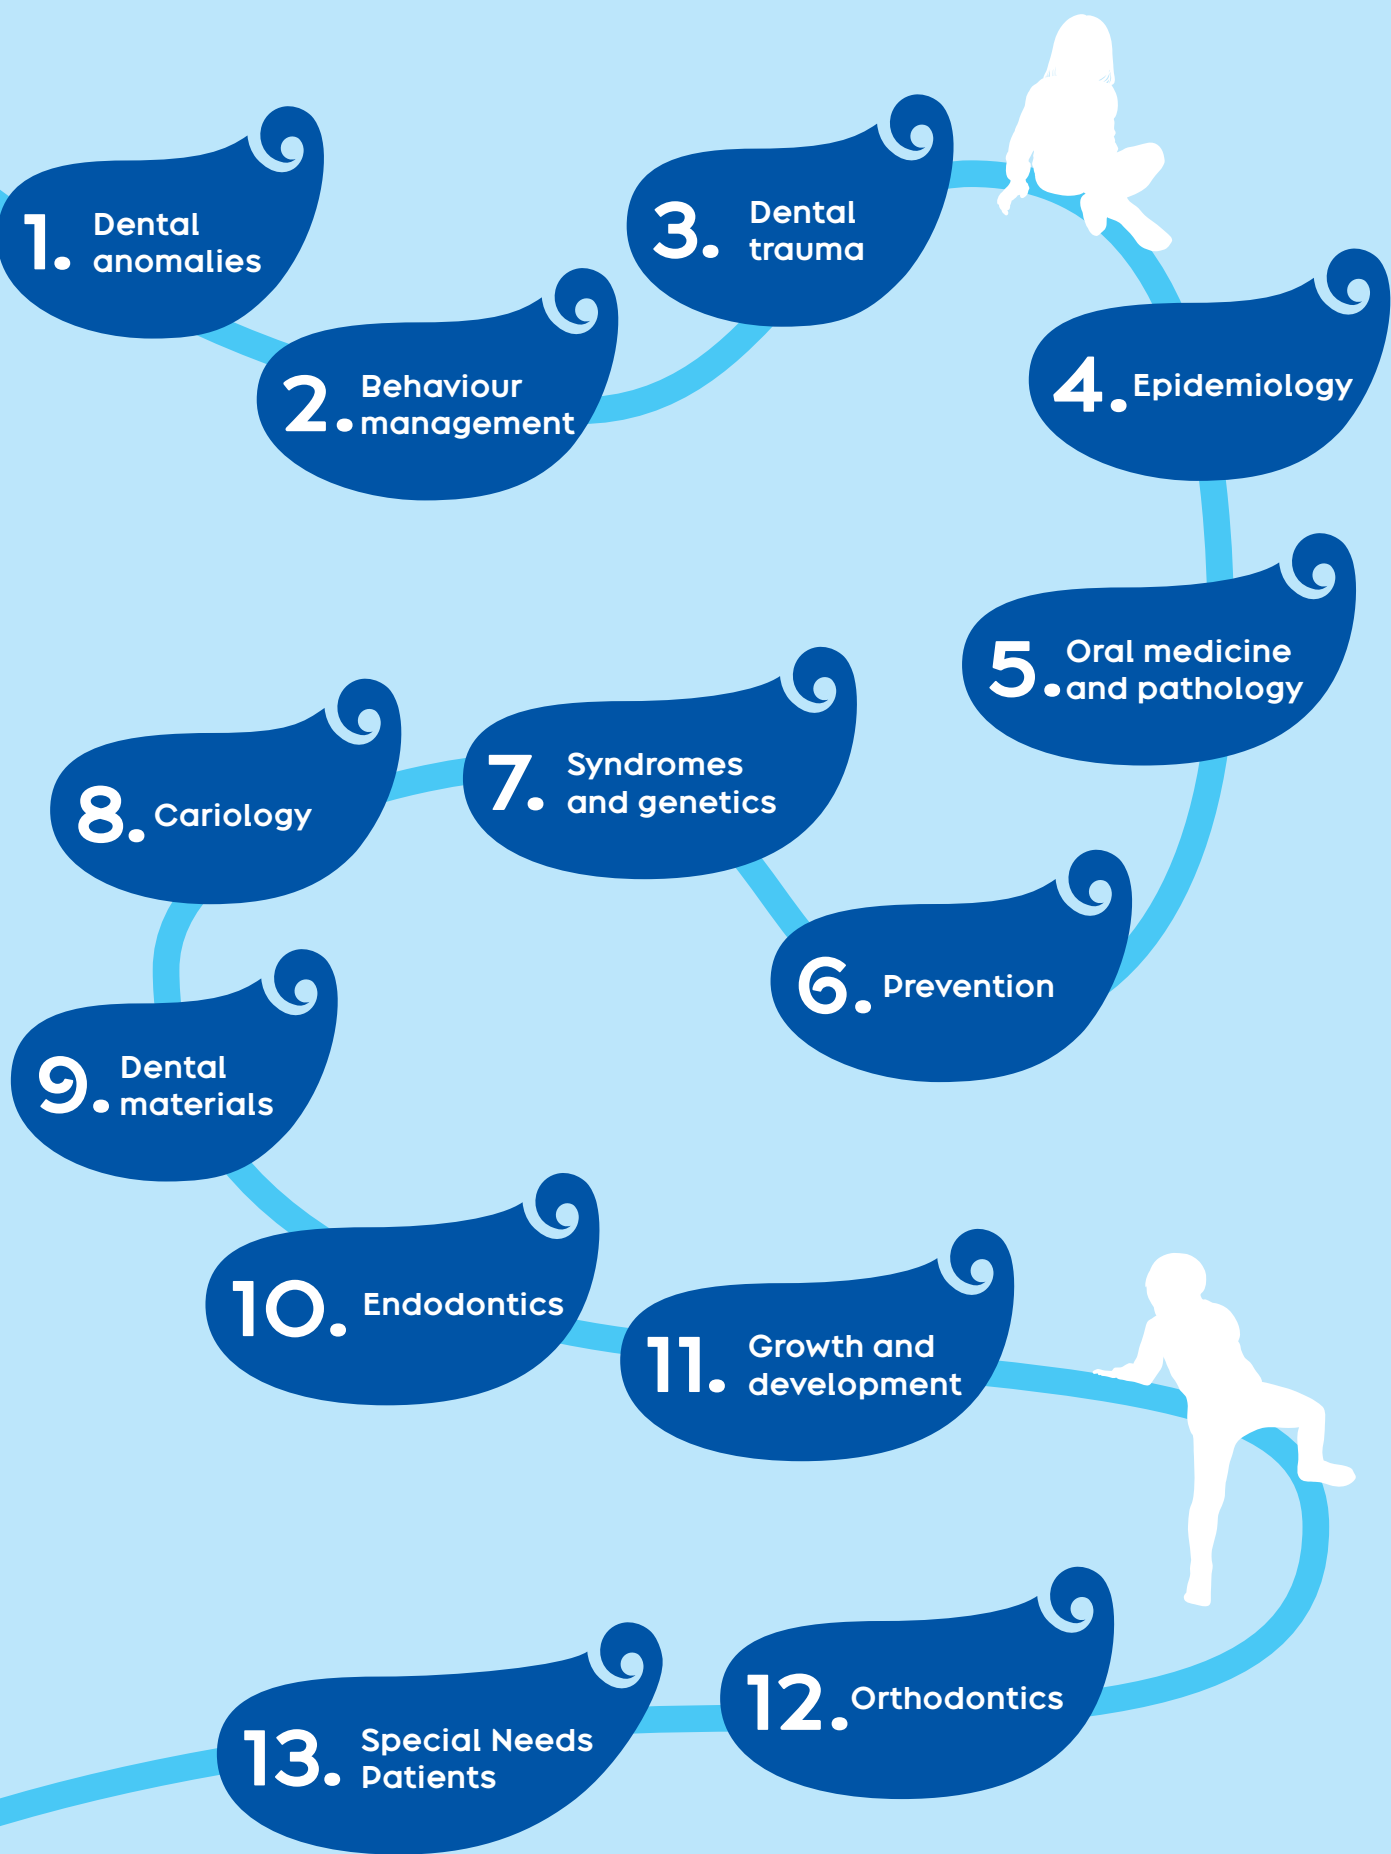 1. Dental
anomalies
2. Behaviour
management
3. Dental
trauma
4. Epidemiology
5. Oral medicine
and pathology
6. Prevention
7. Syndromes
and genetics
8. Cariology
9. Dental
materials
10. Endodontics
11. Growth and
development
12. Orthodontics
13. Special Needs
Patients